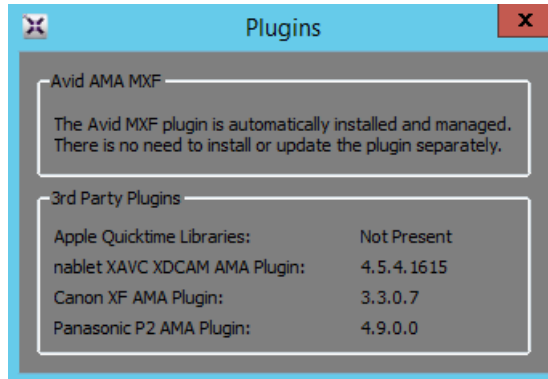 Plugins
x
Avid AMA MXF
The Avid MXF plugin is automatically installed and managed.
There is no need to install or update the plugin separately.
3rd Party Plugins
Apple Quicktime Libraries: Not Present
nablet XAVC XDCAM AMA Plugin: 4.5.4.1615
Canon XF AMA Plugin: 3.3.0.7
Panasonic P2 AMA Plugin: 4.9.0.0